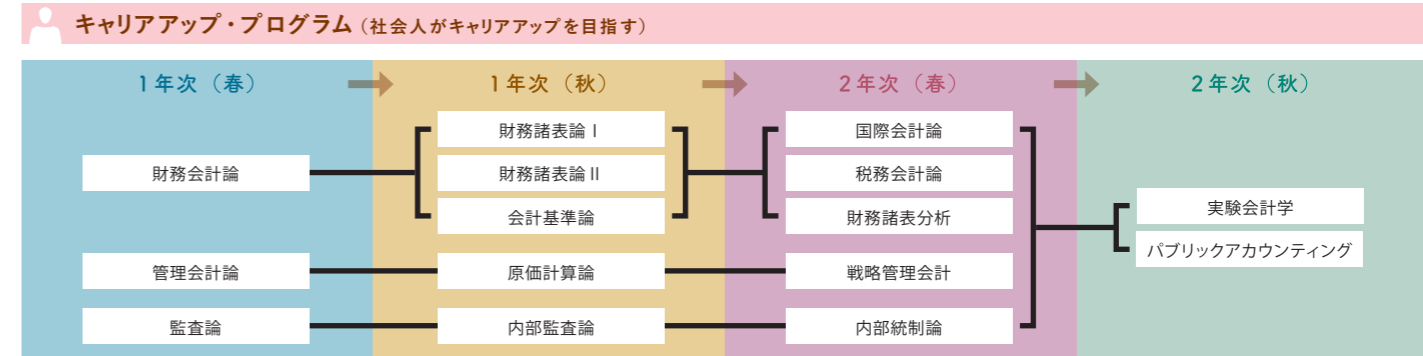 キャリアアップ・プログラム（社会人がキャリアアップを目指す）
1年次（春）
1年次（秋）
2年次（春）
2年次（秋）
財務会計論
管理会計論
監査論
財務諸表論Ⅰ
財務諸表論Ⅱ
会計基準論
原価計算論
内部監査論
国際会計論
税務会計論
財務諸表分析
戦略管理会計
内部統制論
実験会計学
パブリックアカウンティング